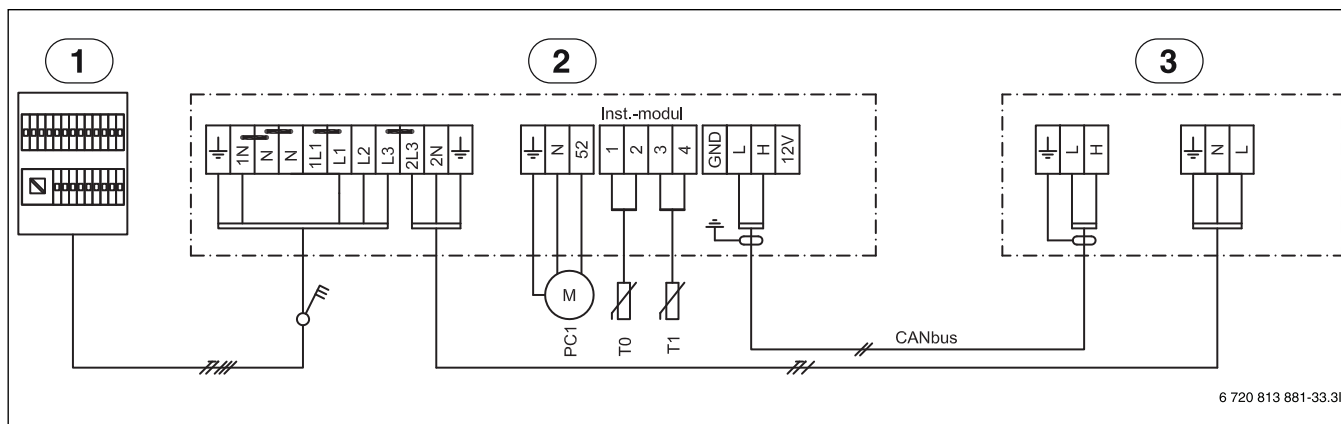 1
2
3
Inst.-modul
1N
N
N
1L1
L1
L2
L3
2L3
2N
N
52
1
2
3
4
GND
L
H
12V
L
H
N
L
M
PC1
T0
T1
CANbus
6 720 813 881-33.3I